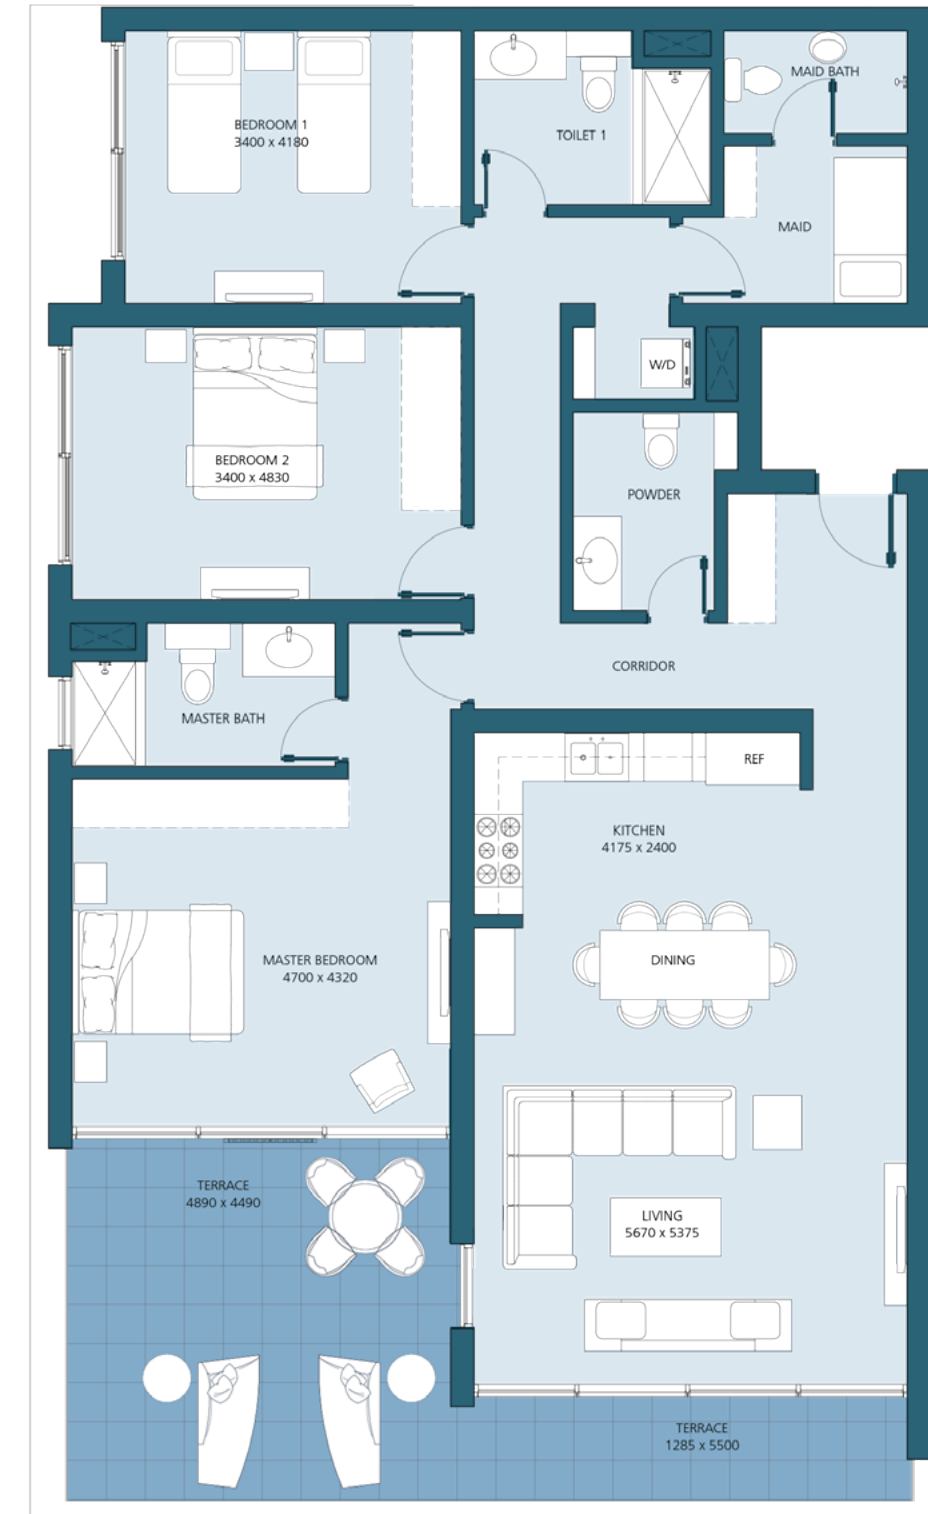 MAID BATH
BEDROOM 1
3400 x 4180
TOILET 1
MAID
W/D
BEDROOM 2
3400 x 4830
POWDER
CORRIDOR
MASTER BATH
REF
KITCHEN
4175 x 2400
MASTER BEDROOM
4700 x 4320
DINING
TERRACE
4890 x 4490
LIVING
5670 x 5375
TERRACE
1285 x 5500